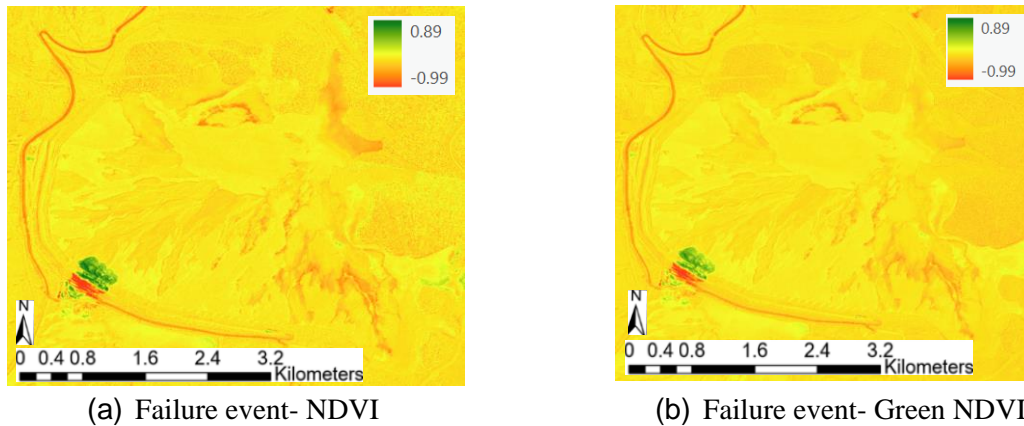 0.89
-0.99
N
0 0.4 0.8 1.6 2.4 3.2
Kilometers
(a) Failure event- NDVI
0.89
-0.99
N
0 0.4 0.8 1.6 2.4 3.2
Kilometers
(b) Failure event- Green NDVI